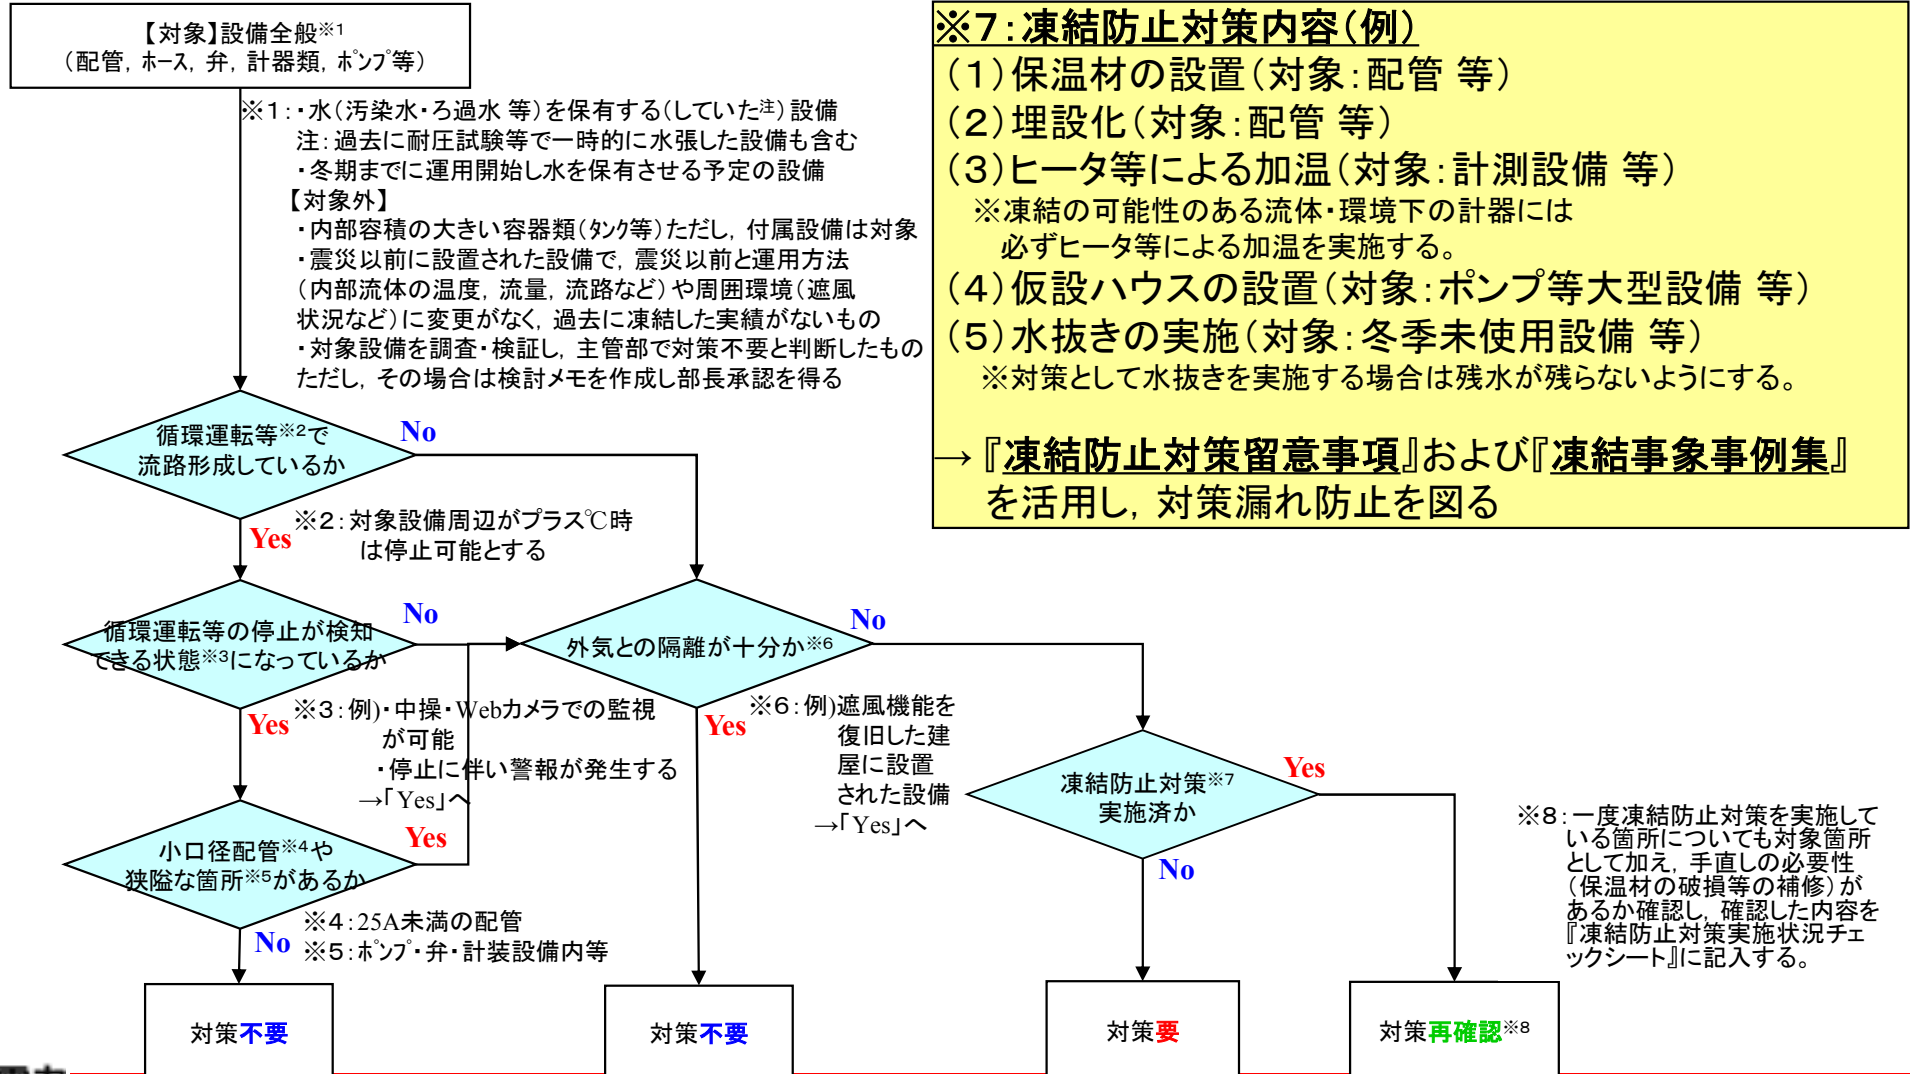 【対象】設備全般※1
（配管，ホース，弁，計器類，ポンプ等）
※1：・水（汚染水・ろ過水 等）を保有する（していた注）設備
注：過去に耐圧試験等で一時的に水張した設備も含む
・冬期までに運用開始し水を保有させる予定の設備
【対象外】
・内部容積の大きい容器類（タンク等）ただし，付属設備は対象
・震災以前に設置された設備で，震災以前と運用方法
（内部流体の温度，流量，流路など）や周囲環境（遮風
状況など）に変更がなく，過去に凍結した実績がないもの
・対象設備を調査・検証し，主管部で対策不要と判断したもの
ただし，その場合は検討メモを作成し部長承認を得る
※7：凍結防止対策内容（例）
（1）保温材の設置（対象：配管 等）
（2）埋設化（対象：配管 等）
（3）ヒータ等による加温（対象：計測設備 等）
※凍結の可能性のある流体・環境下の計器には
必ずヒータ等による加温を実施する。
（4）仮設ハウスの設置（対象：ポンプ等大型設備 等）
（5）水抜きの実施（対象：冬季未使用設備 等）
※対策として水抜きを実施する場合は残水が残らないようにする。
→『凍結防止対策留意事項』および『凍結事象事例集』
を活用し，対策漏れ防止を図る
循環運転等※2で
流路形成しているか
No
Yes
※2：対象設備周辺がプラス℃時
は停止可能とする
循環運転等の停止が検知
できる状態※3になっているか
No
Yes
※3：例）・中操・Webカメラでの監視
が可能
・停止に伴い警報が発生する
→「Yes」へ
小口径配管※4や
狭隘な箇所※5があるか
Yes
No
※4：25A未満の配管
※5：ポンプ・弁・計装設備内等
外気との隔離が十分か※6
No
Yes
※6：例）遮風機能を
復旧した建
屋に設置
された設備
→「Yes」へ
凍結防止対策※7
実施済か
Yes
No
※8：一度凍結防止対策を実施して
いる箇所についても対象箇所
として加え，手直しの必要性
（保温材の破損等の補修）が
あるか確認し，確認した内容を
『凍結防止対策実施状況チェ
ックシート』に記入する。
対策不要
対策不要
対策要
対策再確認※8